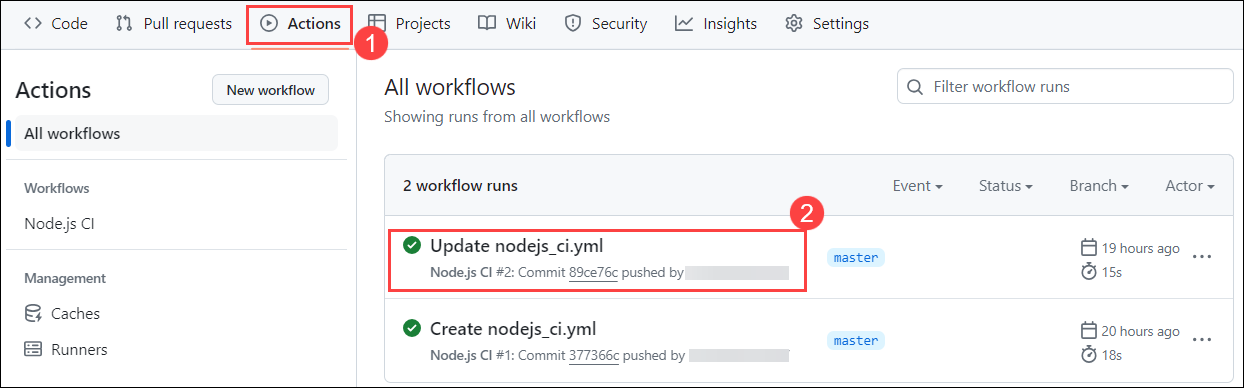 Code Pull requests Actions Projects Wiki Security Insights Settings
1
Actions New workflow
All workflows
Workflows
Node.js CI
Management
Caches
Runners
All workflows
Filter workflow runs
Showing runs from all workflows
2 workflow runs Event Status Branch Actor
2
Update nodejs_ci.yml
Node.js CI #2: Commit 89ce76c pushed by
master
19 hours ago
15s
Create nodejs_ci.yml
Node.js CI #1: Commit 377366c pushed by
master
20 hours ago
18s